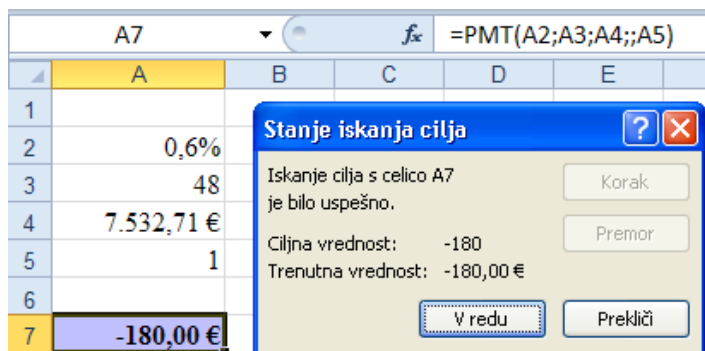 A7 fx =PMT(A2;A3;A4;;A5)
A B C D E
1
2 0,6%
3 48
4 7.532,71 €
5 1
6
7 -180,00 €
Stanje iskanja cilja
Iskanje cilja s celico A7
je bilo uspešno.
Ciljna vrednost: -180
Trenutna vrednost: -180,00 €
Korak
Premor
V redu Prekliči